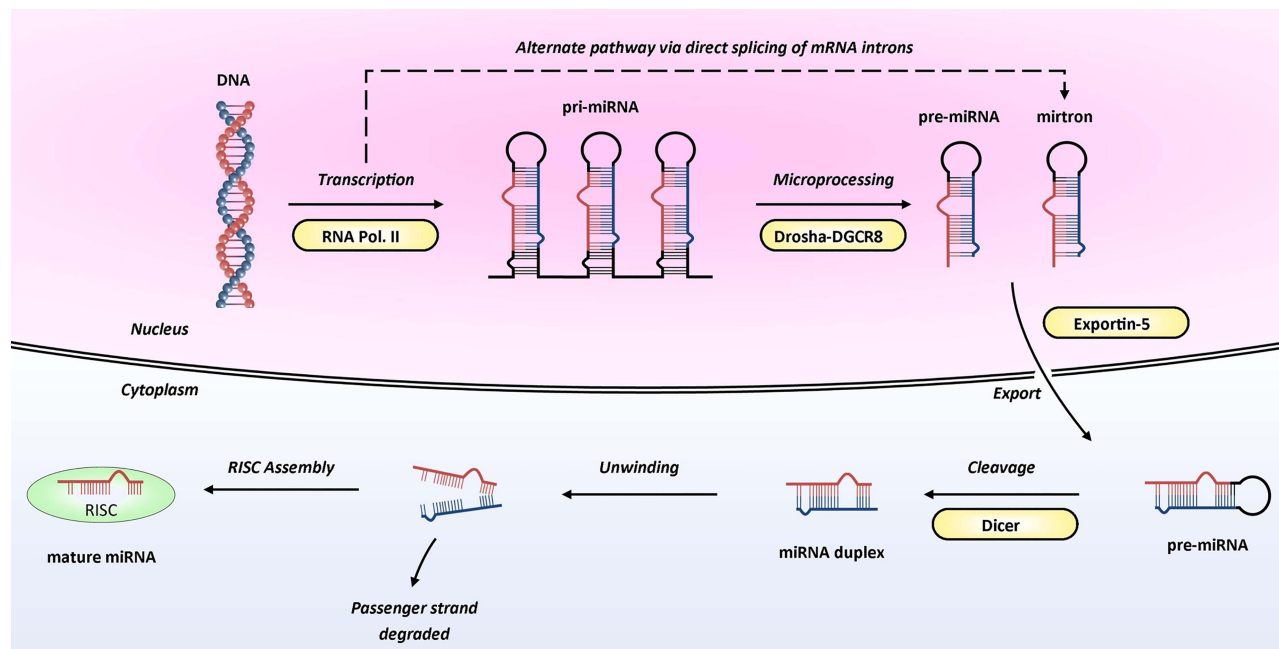 Alternate pathway via direct splicing of mRNA introns
DNA
pri-miRNA
pre-miRNA
mirtron
Transcription
Microprocessing
RNA Pol. II
Drosha-DGCR8
Nucleus
Exportin-5
Cytoplasm
Export
RISC Assembly
Unwinding
Cleavage
RISC
Dicer
mature miRNA
miRNA duplex
pre-miRNA
Passenger strand
degraded